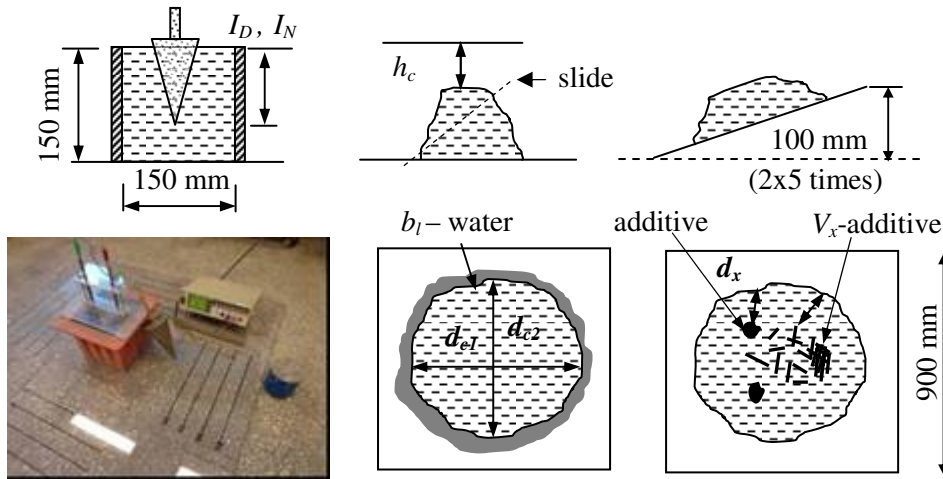 I_D, I_N
150 mm
150 mm
h_c
slide
100 mm
(2x5 times)
b_l – water
d_e1
d_c2
additive
V_x-additive
d_x
900 mm